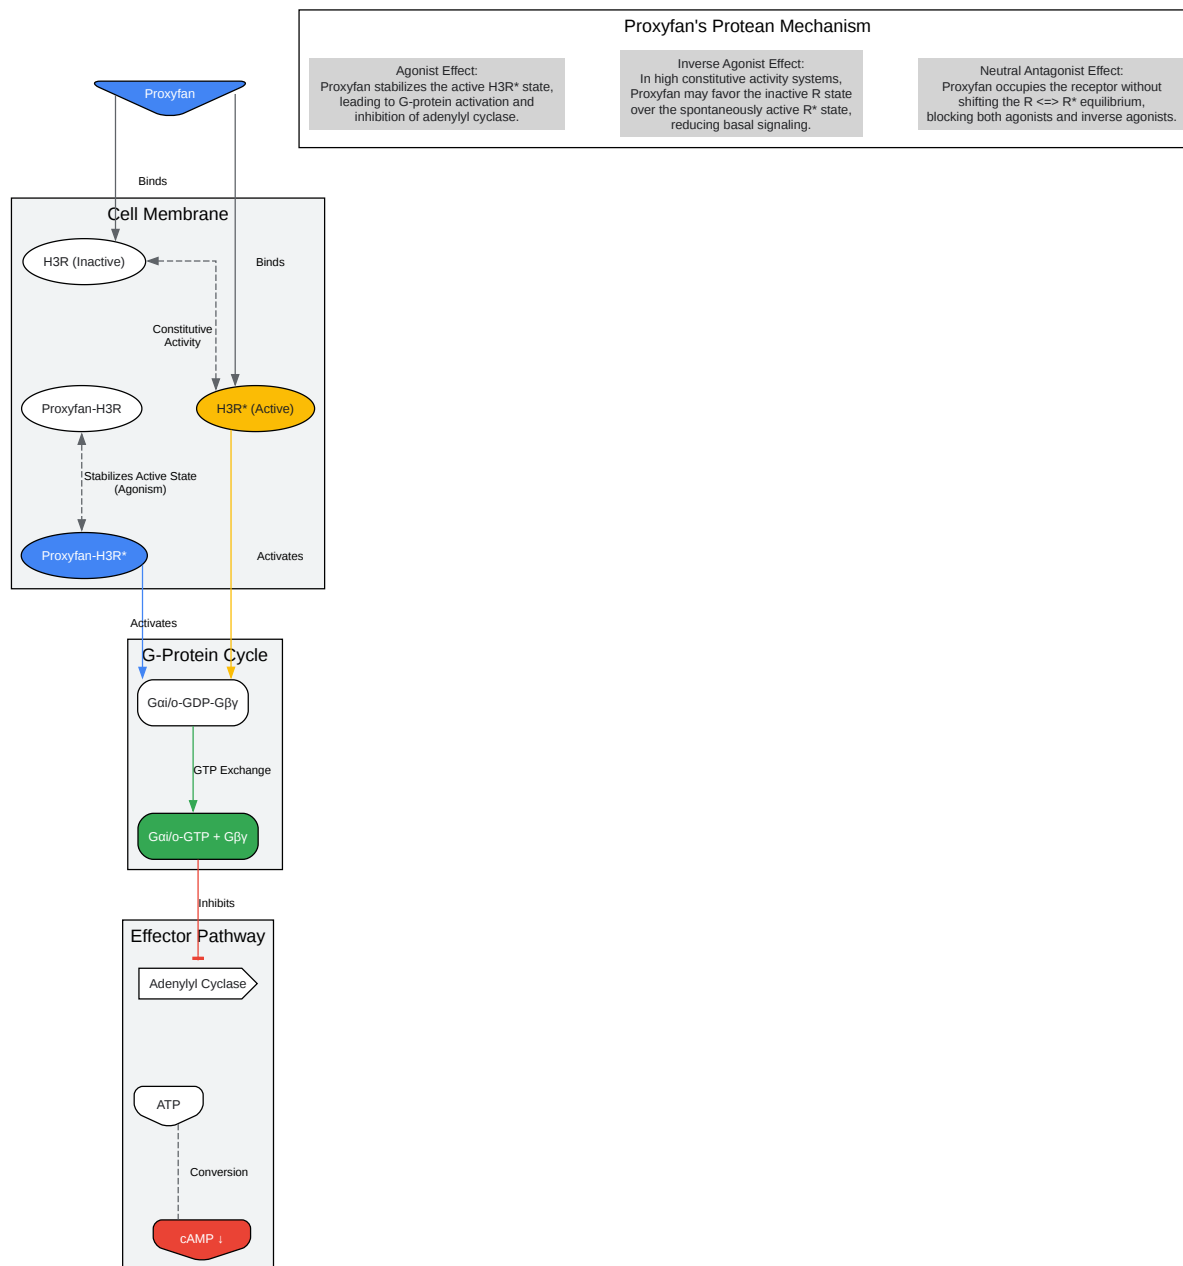 Proxyfan's Protean Mechanism
Agonist Effect:
Proxyfan stabilizes the active H3R* state,
leading to G-protein activation and
inhibition of adenylyl cyclase.
Inverse Agonist Effect:
In high constitutive activity systems,
Proxyfan may favor the inactive R state
over the spontaneously active R* state,
reducing basal signaling.
Neutral Antagonist Effect:
Proxyfan occupies the receptor without
shifting the R <=> R* equilibrium,
blocking both agonists and inverse agonists.
Proxyfan
Binds
Cell Membrane
H3R (Inactive)
Binds
Constitutive
Activity
Proxyfan-H3R
H3R* (Active)
Stabilizes Active State
(Agonism)
Proxyfan-H3R*
Activates
Activates
G-Protein Cycle
Gαi/o-GDP-Gβγ
GTP Exchange
Gαi/o-GTP + Gβγ
Inhibits
Effector Pathway
Adenylyl Cyclase
ATP
Conversion
cAMP ↓